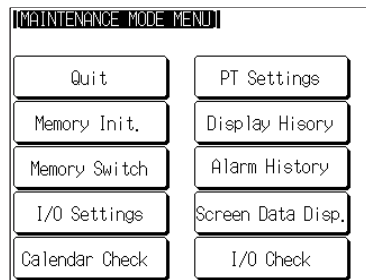 [MAINTENANCE MODE MENU]
Quit
PT Settings
Memory Init.
Display Hisory
Memory Switch
Alarm History
I/O Settings
Screen Data Disp.
Calendar Check
I/O Check